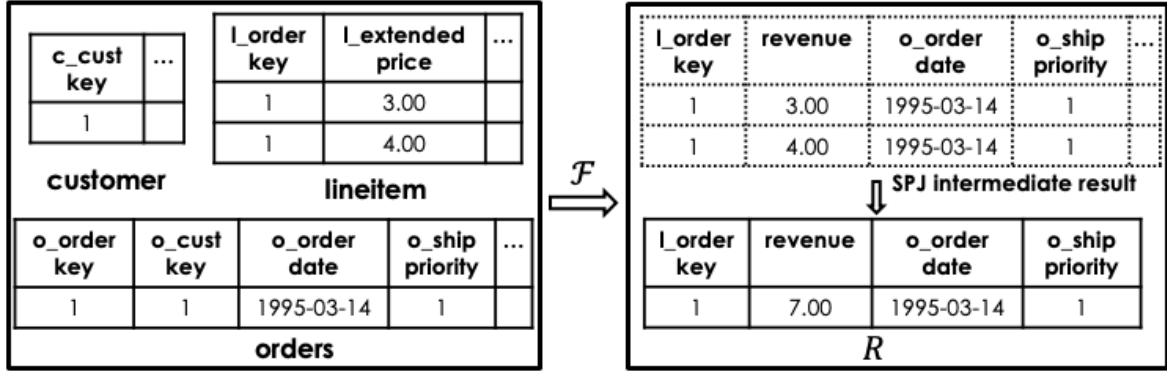 c_cust
key
...
1
customer
l_order
key
l_extended
price
...
1
3.00
1
4.00
lineitem
o_order
key
o_cust
key
o_order
date
o_ship
priority
...
1
1
1995-03-14
1
orders
ℱ
l_order
key
revenue
o_order
date
o_ship
priority
...
1
3.00
1995-03-14
1
1
4.00
1995-03-14
1
SPJ intermediate result
l_order
key
revenue
o_order
date
o_ship
priority
1
7.00
1995-03-14
1
R